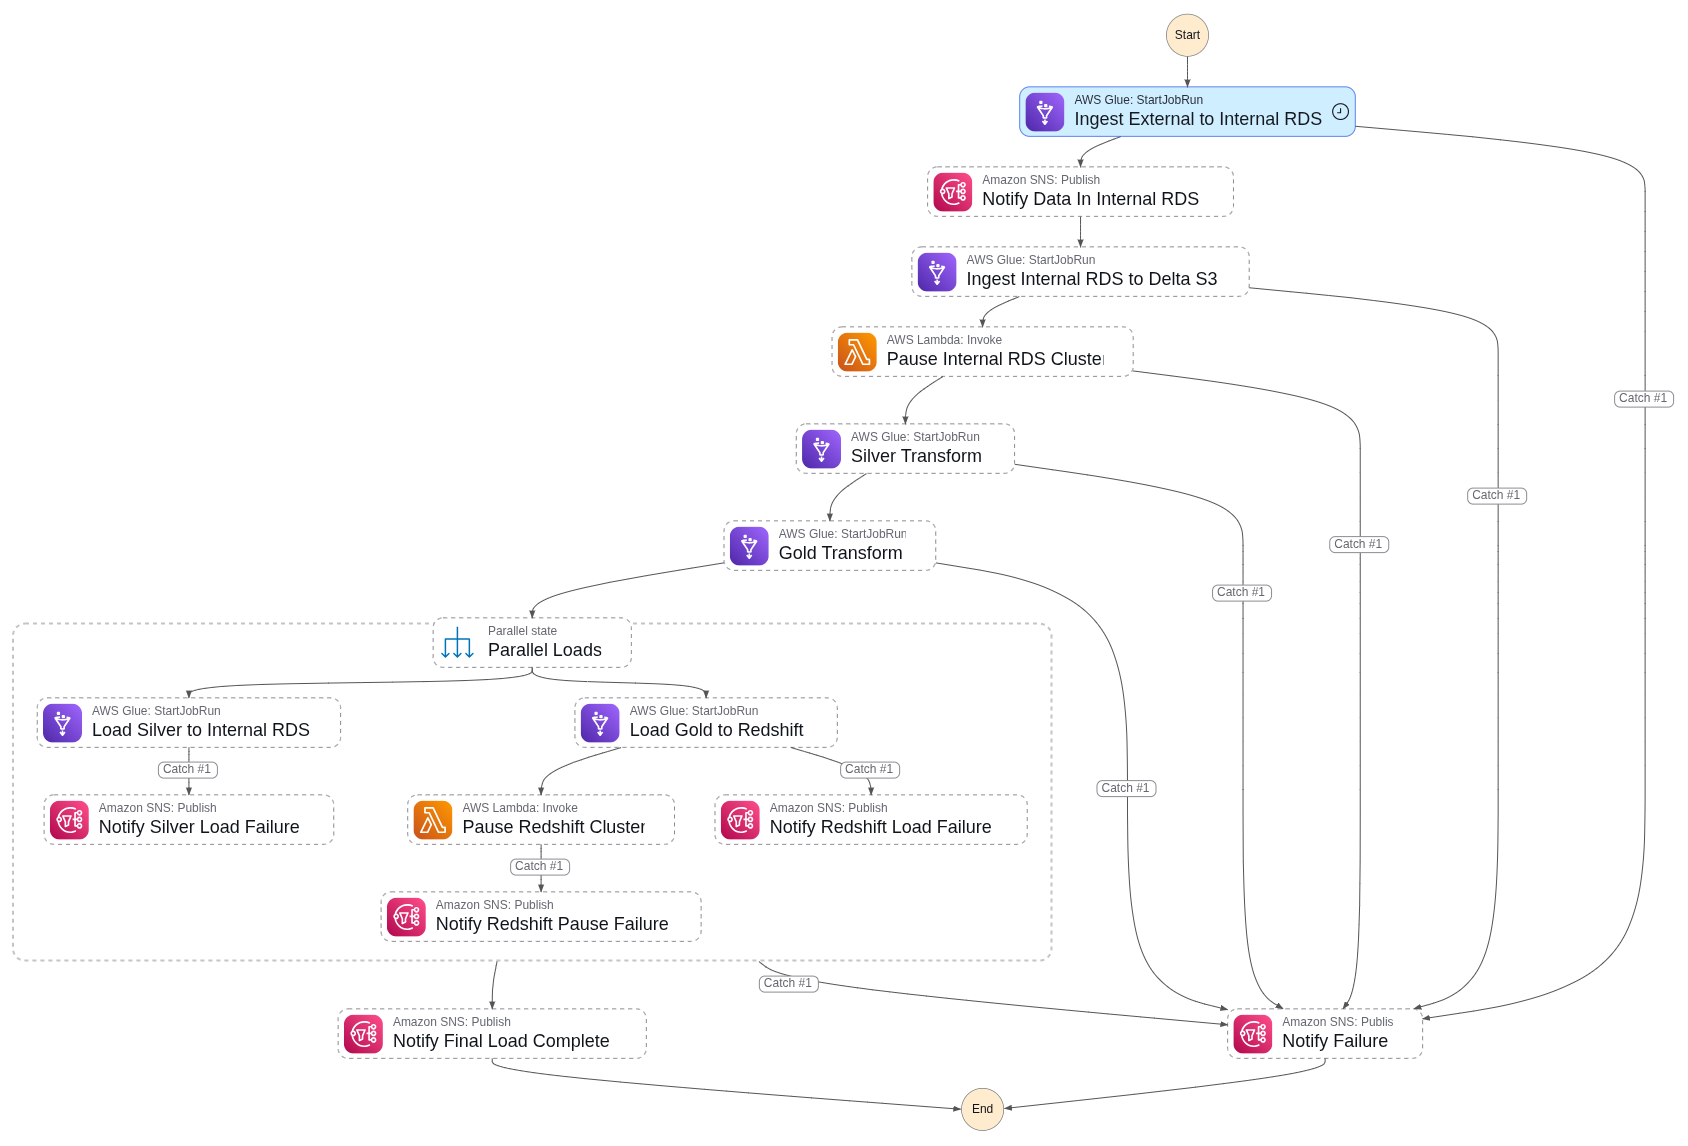 Start
AWS Glue: StartJobRun
Ingest External to Internal RDS
Amazon SNS: Publish
Notify Data In Internal RDS
AWS Glue: StartJobRun
Ingest Internal RDS to Delta S3
AWS Lambda: Invoke
Pause Internal RDS Cluster
Catch #1
AWS Glue: StartJobRun
Silver Transform
Catch #1
AWS Glue: StartJobRun
Gold Transform
Catch #1
Catch #1
Parallel state
Parallel Loads
AWS Glue: StartJobRun
Load Silver to Internal RDS
AWS Glue: StartJobRun
Load Gold to Redshift
Catch #1
Catch #1
Catch #1
Amazon SNS: Publish
Notify Silver Load Failure
AWS Lambda: Invoke
Pause Redshift Cluster
Amazon SNS: Publish
Notify Redshift Load Failure
Catch #1
Amazon SNS: Publish
Notify Redshift Pause Failure
Catch #1
Amazon SNS: Publish
Notify Final Load Complete
Amazon SNS: Publis
Notify Failure
End